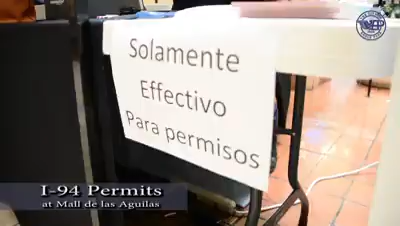 Solamente
Effectivo
Para permisos
I-94 Permits
at Mall de las Aguilas